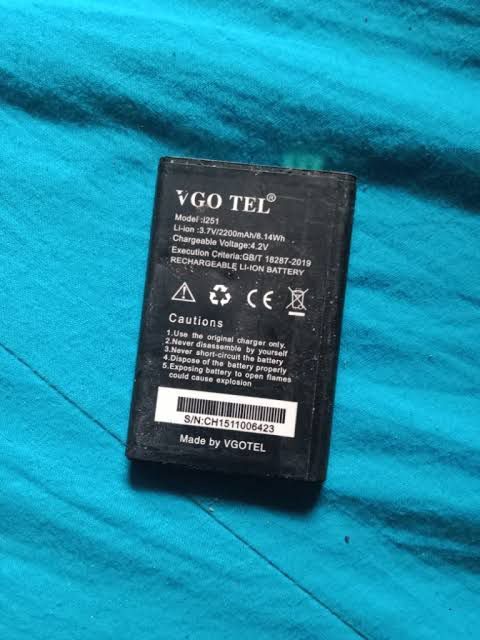 VGO TEL®
Model :i251
Li-ion :3.7V/2200mAh/8.14Wh
Chargeable Voltage:4.2V
Execution Criteria:GB/T 18287-2019
RECHARGEABLE LI-ION BATTERY
CE
Cautions
1.Use the original charger only.
2.Never disassemble by yourself
3.Never short-circuit the battery
4.Dispose of the battery properly
5.Exposing battery to open flames
could cause explosion
S/N:CH1511006423
Made by VGOTEL